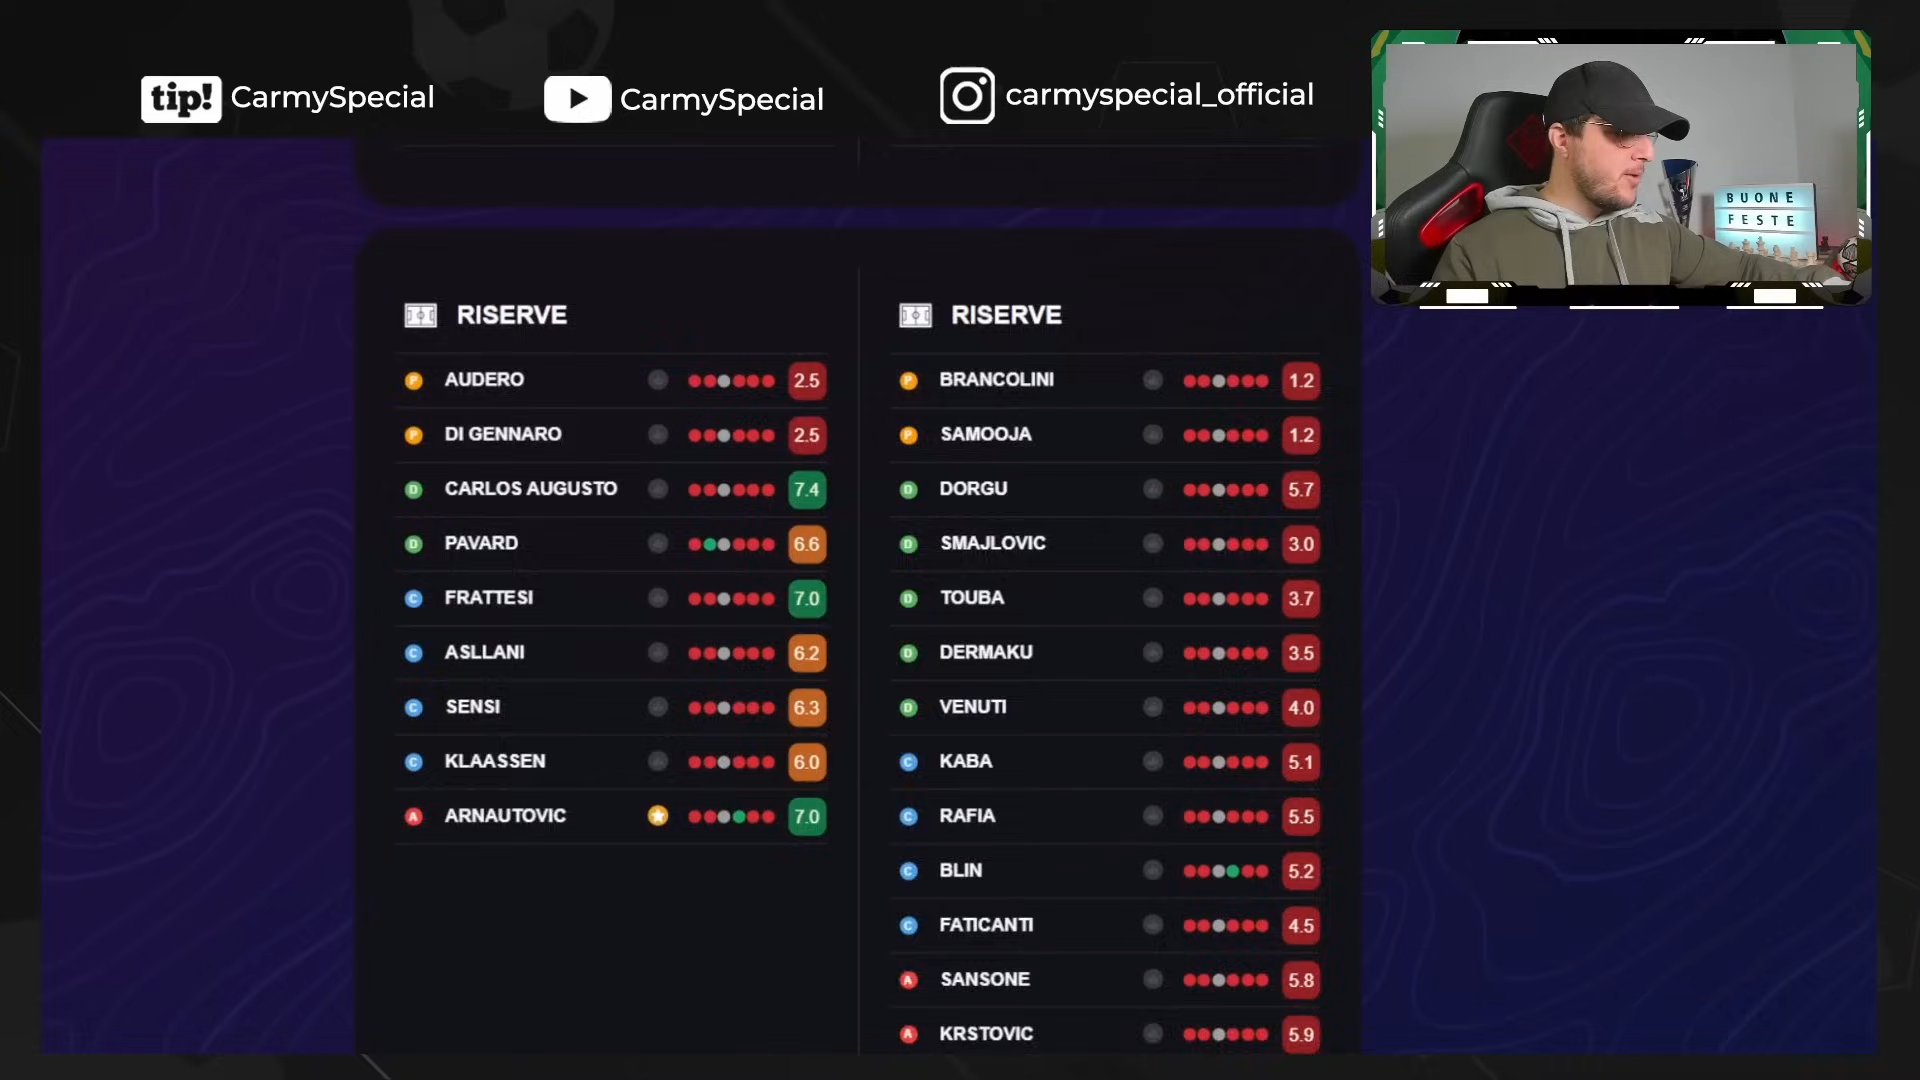 tip! CarmySpecial
CarmySpecial
carmyspecial_official
BUONE
FESTE
RISERVE
P AUDERO 2.5
P DI GENNARO 2.5
D CARLOS AUGUSTO 7.4
D PAVARD 6.6
C FRATTESI 7.0
C ASLLANI 6.2
C SENSI 6.3
C KLAASSEN 6.0
A ARNAUTOVIC 7.0
RISERVE
P BRANCOLINI 1.2
P SAMOOJA 1.2
D DORGU 5.7
D SMAJLOVIC 3.0
D TOUBA 3.7
D DERMAKU 3.5
D VENUTI 4.0
C KABA 5.1
C RAFIA 5.5
C BLIN 5.2
C FATICANTI 4.5
A SANSONE 5.8
A KRSTOVIC 5.9